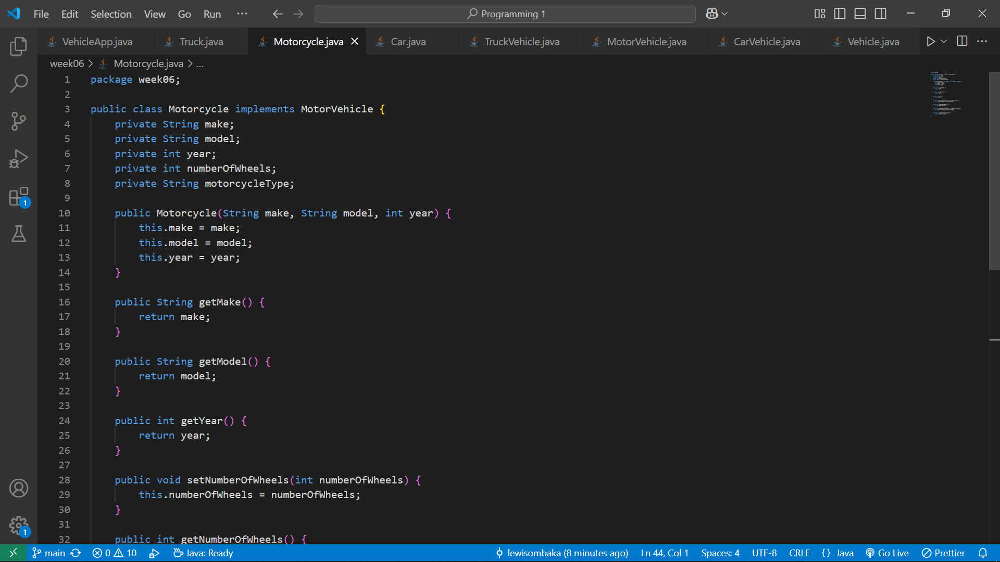 File Edit Selection View Go Run ··· Programming 1
VehicleApp.java Truck.java Motorcycle.java Car.java TruckVehicle.java MotorVehicle.java CarVehicle.java Vehicle.java
week06 > Motorcycle.java > ...
1 package week06;
2
3 public class Motorcycle implements MotorVehicle {
4 private String make;
5 private String model;
6 private int year;
7 private int numberOfWheels;
8 private String motorcycleType;
9
10 public Motorcycle(String make, String model, int year) {
11 this.make = make;
12 this.model = model;
13 this.year = year;
14 }
15
16 public String getMake() {
17 return make;
18 }
19
20 public String getModel() {
21 return model;
22 }
23
24 public int getYear() {
25 return year;
26 }
27
28 public void setNumberOfWheels(int numberOfWheels) {
29 this.numberOfWheels = numberOfWheels;
30 }
31
32 public int getNumberOfWheels() {
1
1
main 0 10 Java: Ready lewisombaka (8 minutes ago) Ln 44, Col 1 Spaces: 4 UTF-8 CRLF {} Java Go Live Prettier